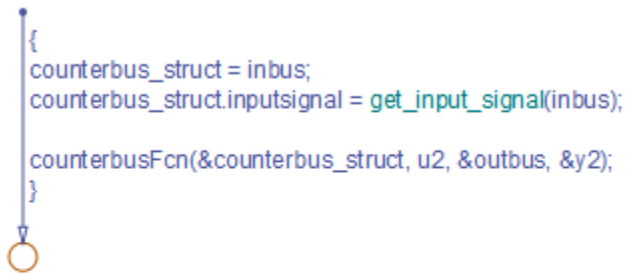 {
counterbus_struct = inbus;
counterbus_struct.inputsignal = get_input_signal(inbus);
counterbusFcn(&counterbus_struct, u2, &outbus, &y2);
}